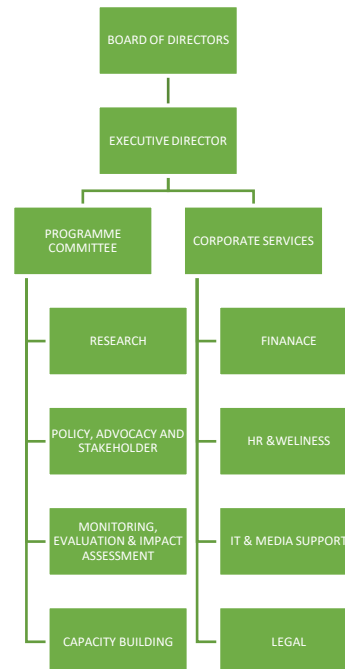 BOARD OF DIRECTORS
EXECUTIVE DIRECTOR
PROGRAMME
COMMITTEE
CORPORATE SERVICES
RESEARCH
FINANACE
POLICY, ADVOCACY AND
STAKEHOLDER
HR & WELINESS
MONITORING,
EVALUATION & IMPACT
ASSESSMENT
IT & MEDIA SUPPORT
CAPACITY BUILDING
LEGAL